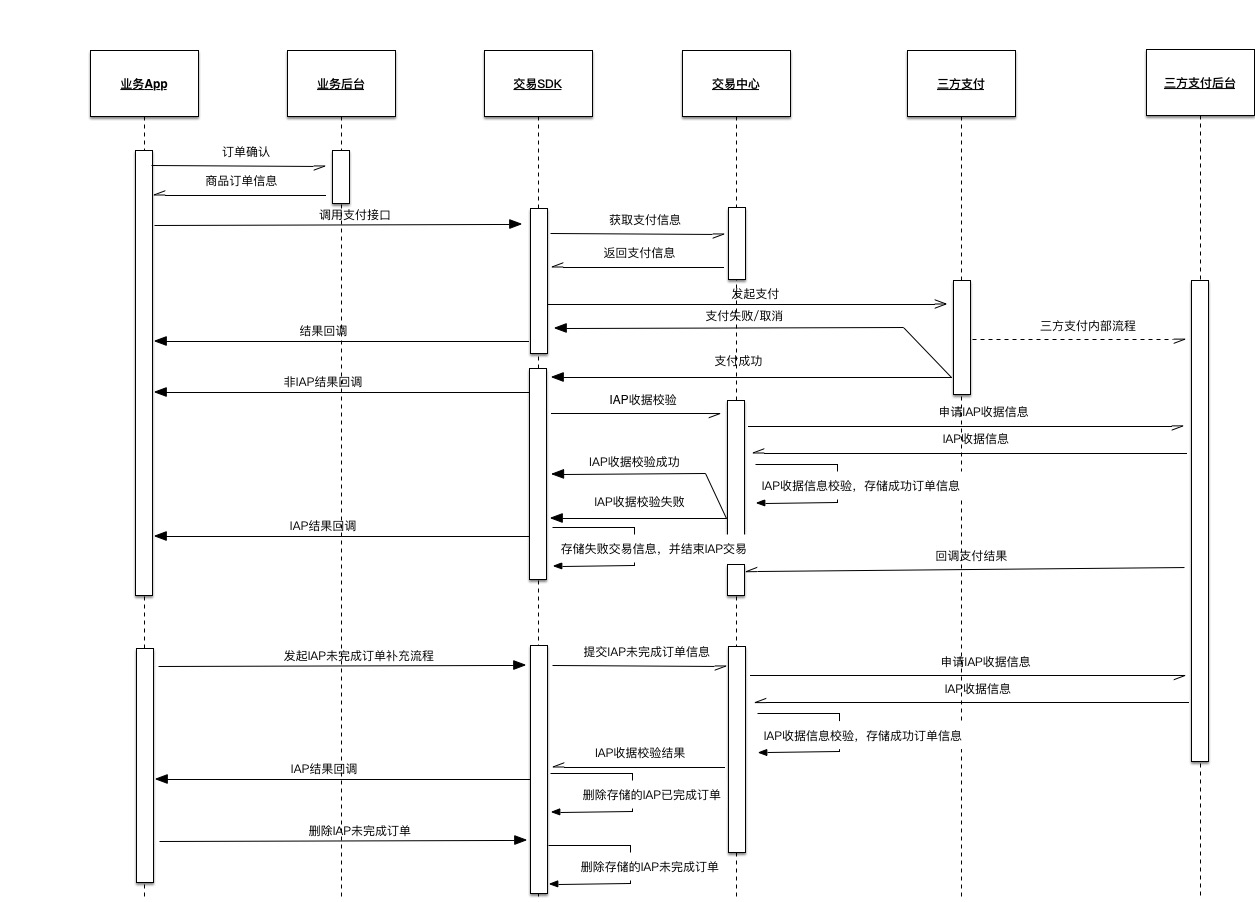 业务App
业务后台
交易SDK
交易中心
三方支付
三方支付后台
订单确认
商品订单信息
调用支付接口
获取支付信息
返回支付信息
发起支付
支付失败/取消
三方支付内部流程
结果回调
支付成功
非IAP结果回调
IAP收据校验
申请IAP收据信息
IAP收据信息
IAP收据校验成功
IAP收据信息校验，存储成功订单信息
IAP收据校验失败
IAP结果回调
存储失败交易信息，并结束IAP交易
回调支付结果
发起IAP未完成订单补充流程
提交IAP未完成订单信息
申请IAP收据信息
IAP收据信息
IAP收据信息校验，存储成功订单信息
IAP收据校验结果
IAP结果回调
删除存储的IAP已完成订单
删除IAP未完成订单
删除存储的IAP未完成订单